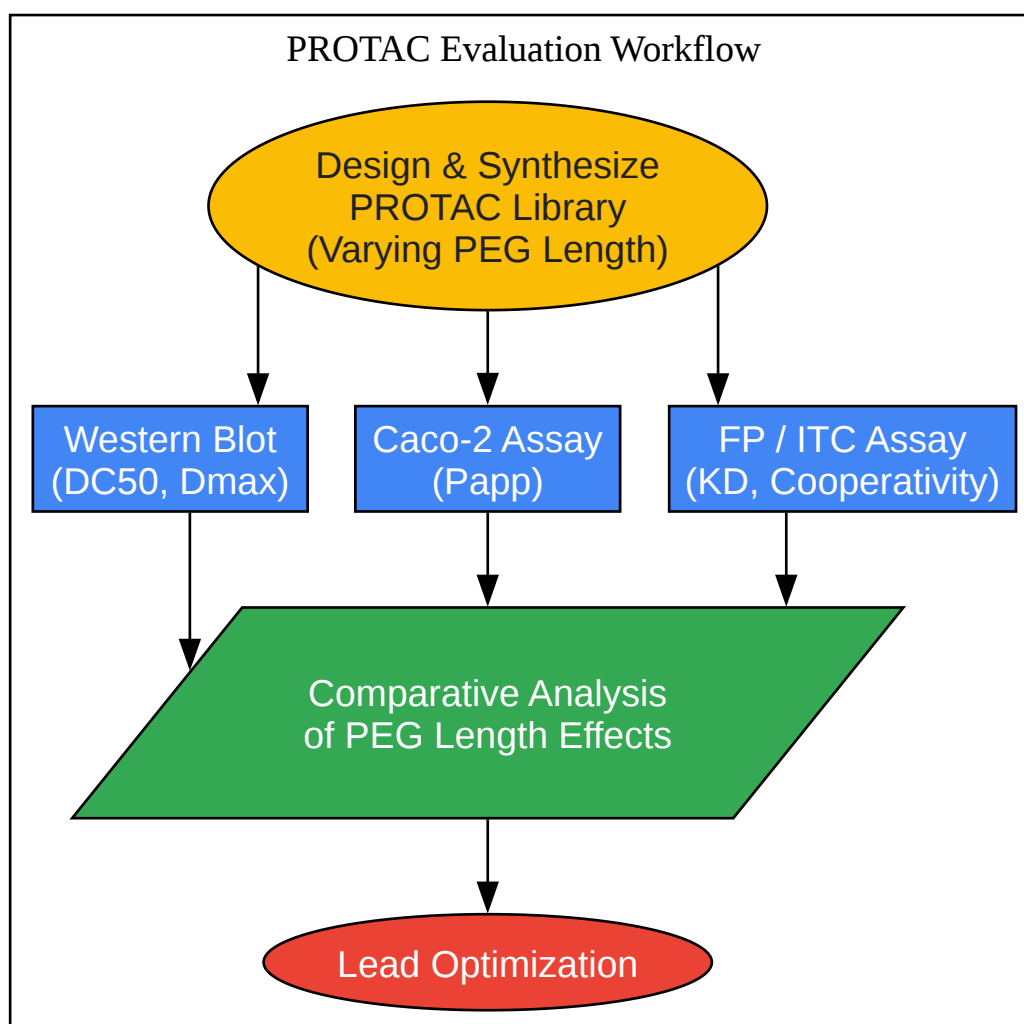 PROTAC Evaluation Workflow
Design & Synthesize
PROTAC Library
(Varying PEG Length)
Western Blot
(DC50, Dmax)
Caco-2 Assay
(Papp)
FP / ITC Assay
(KD, Cooperativity)
Comparative Analysis
of PEG Length Effects
Lead Optimization